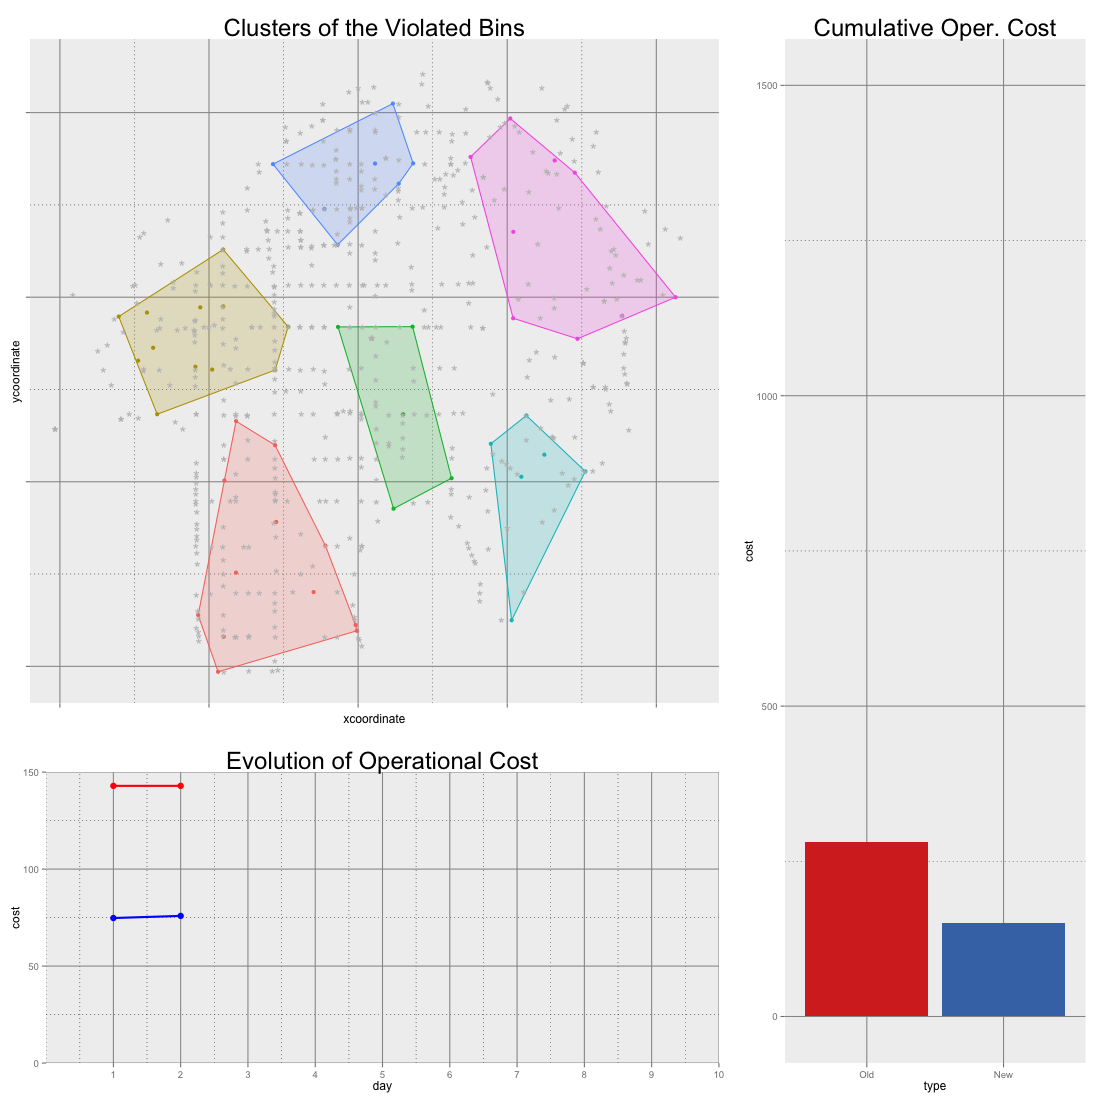 Clusters of the Violated Bins
ycoordinate
xcoordinate
Evolution of Operational Cost
150
100
50
0
cost
1 2 3 4 5 6 7 8 9 10
day
Cumulative Oper. Cost
1500
1000
500
0
cost
Old New
type